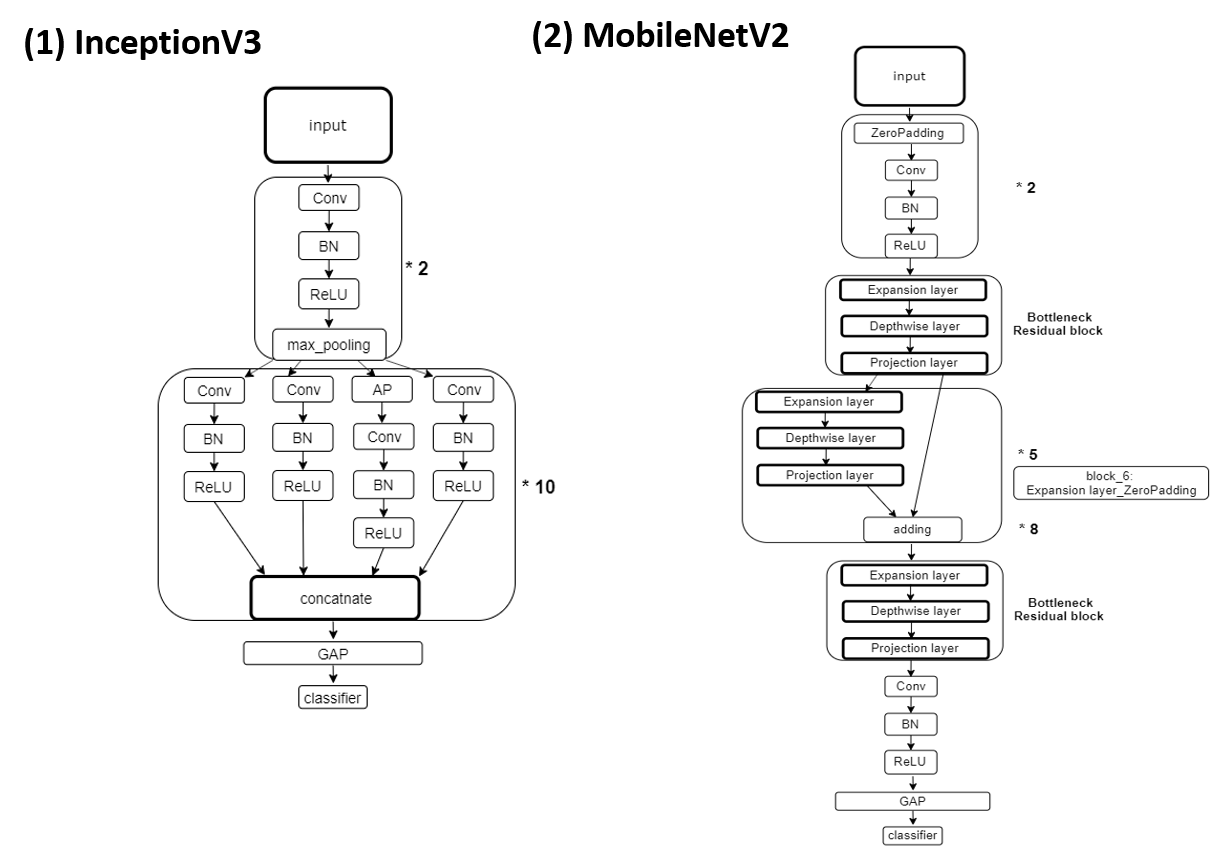 (1) InceptionV3
input
Conv
BN
ReLU
max_pooling
* 2
Conv
Conv
AP
Conv
BN
BN
Conv
BN
ReLU
ReLU
BN
ReLU
ReLU
* 10
concatnate
GAP
classifier
(2) MobileNetV2
input
ZeroPadding
Conv
BN
ReLU
* 2
Expansion layer
Depthwise layer
Projection layer
Bottleneck
Residual block
Expansion layer
Depthwise layer
Projection layer
adding
* 5
block_6:
Expansion layer_ZeroPadding
* 8
Expansion layer
Depthwise layer
Projection layer
Bottleneck
Residual block
Conv
BN
ReLU
GAP
classifier